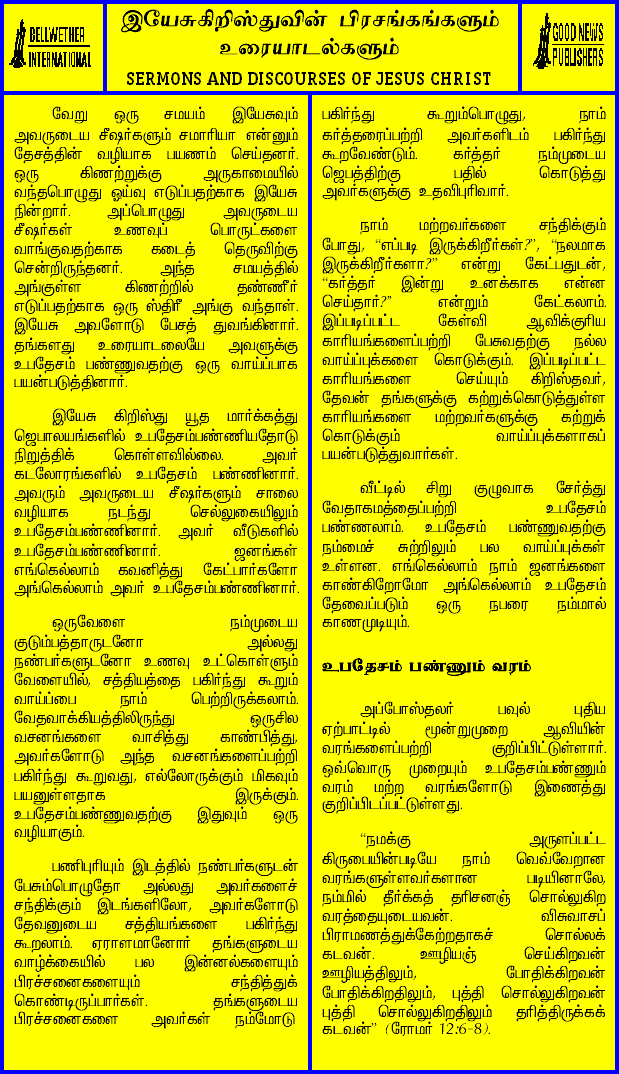 BELLWETHER
INTERNATIONAL
இயேசுகிறிஸ்துவின் பிரசங்கங்களும்
உரையாடல்களும்
SERMONS AND DISCOURSES OF JESUS CHRIST
GOOD NEWS
PUBLISHERS
வேறு ஒரு சமயம் இயேசுவும்
அவருடைய சீஷர்களும் சமாரியா என்னும்
தேசத்தின் வழியாக பயணம் செய்தனர்.
ஒரு கிணற்றுக்கு அருகாமையில்
வந்தபொழுது ஓய்வு எடுப்பதற்காக இயேசு
நின்றார். அப்பொழுது அவருடைய
சீஷர்கள் உணவுப் பொருட்களை
வாங்குவதற்காக கடைத் தெருவிற்கு
சென்றிருந்தனர். அந்த சமயத்தில்
அங்குள்ள கிணற்றில் தண்ணீர்
எடுப்பதற்காக ஒரு ஸ்திரீ அங்கு வந்தாள்.
இயேசு அவளோடு பேசத் துவங்கினார்.
தங்களது உரையாடலையே அவளுக்கு
உபதேசம் பண்ணுவதற்கு ஒரு வாய்ப்பாக
பயன்படுத்தினார்.
இயேசு கிறிஸ்து யூத மார்க்கத்து
ஜெபாலயங்களில் உபதேசம்பண்ணியதோடு
நிறுத்திக் கொள்ளவில்லை. அவர்
கடலோரங்களில் உபதேசம் பண்ணினார்.
அவரும் அவருடைய சீஷர்களும் சாலை
வழியாக நடந்து செல்லுகையிலும்
உபதேசம்பண்ணினார். அவர் வீடுகளில்
உபதேசம்பண்ணினார். ஜனங்கள்
எங்கெல்லாம் கவனித்து கேட்பார்களோ
அங்கெல்லாம் அவர் உபதேசம்பண்ணினார்.
ஒருவேளை நம்முடைய
குடும்பத்தாருடனோ அல்லது
நண்பர்களுடனோ உணவு உட்கொள்ளும்
வேளையில், சத்தியத்தை பகிர்ந்து கூறும்
வாய்ப்பை நாம் பெற்றிருக்கலாம்.
வேதவாக்கியத்திலிருந்து ஒருசில
வசனங்களை வாசித்து காண்பித்து,
அவர்களோடு அந்த வசனங்களைப்பற்றி
பகிர்ந்து கூறுவது, எல்லோருக்கும் மிகவும்
பயனுள்ளதாக இருக்கும்.
உபதேசம்பண்ணுவதற்கு இதுவும் ஒரு
வழியாகும்.
பணிபுரியும் இடத்தில் நண்பர்களுடன்
பேசும்பொழுதோ அல்லது அவர்களைச்
சந்திக்கும் இடங்களிலோ, அவர்களோடு
தேவனுடைய சத்தியங்களை பகிர்ந்து
கூறலாம். ஏராளமானோர் தங்களுடைய
வாழ்க்கையில் பல இன்னல்களையும்
பிரச்சனைகளையும் சந்தித்துக்
கொண்டிருப்பார்கள். தங்களுடைய
பிரச்சனைகளை அவர்கள் நம்மோடு
பகிர்ந்து கூறும்பொழுது, நாம்
கர்த்தரைப்பற்றி அவர்களிடம் பகிர்ந்து
கூறவேண்டும். கர்த்தர் நம்முடைய
ஜெபத்திற்கு பதில் கொடுத்து
அவர்களுக்கு உதவிபுரிவார்.
நாம் மற்றவர்களை சந்திக்கும்
போது, “எப்படி இருக்கிறீர்கள்?”, “நலமாக
இருக்கிறீர்களா?” என்று கேட்பதுடன்,
“கர்த்தர் இன்று உனக்காக என்ன
செய்தார்?” என்றும் கேட்கலாம்.
இப்படிப்பட்ட கேள்வி ஆவிக்குரிய
காரியங்களைப்பற்றி பேசுவதற்கு நல்ல
வாய்ப்புக்களை கொடுக்கும். இப்படிப்பட்ட
காரியங்களை செய்யும் கிறிஸ்தவர்,
தேவன் தங்களுக்கு கற்றுக்கொடுத்துள்ள
காரியங்களை மற்றவர்களுக்கு கற்றுக்
கொடுக்கும் வாய்ப்புக்களாகப்
பயன்படுத்துவார்கள்.
வீட்டில் சிறு குழுவாக சேர்த்து
வேதாகமத்தைப்பற்றி உபதேசம்
பண்ணலாம். உபதேசம் பண்ணுவதற்கு
நம்மைச் சுற்றிலும் பல வாய்ப்புக்கள்
உள்ளன. எங்கெல்லாம் நாம் ஜனங்களை
காண்கிறோமோ அங்கெல்லாம் உபதேசம்
தேவைப்படும் ஒரு நபரை நம்மால்
காணமுடியும்.
உபதேசம் பண்ணும் வரம்
அப்போஸ்தலர் பவுல் புதிய
ஏற்பாட்டில் மூன்றுமுறை ஆவியின்
வரங்களைப்பற்றி குறிப்பிட்டுள்ளார்.
ஒவ்வொரு முறையும் உபதேசம்பண்ணும்
வரம் மற்ற வரங்களோடு இணைத்து
குறிப்பிடப்பட்டுள்ளது.
“நமக்கு அருளப்பட்ட
கிருபையின்படியே நாம் வெவ்வேறான
வரங்களுள்ளவர்களான படியினாலே,
நம்மில் தீர்க்கத் தரிசனஞ் சொல்லுகிற
வரத்தையுடையவன். விசுவாசப்
பிராமணத்துக்கேற்றதாகச் சொல்லக்
கடவன். ஊழியஞ் செய்கிறவன்
ஊழியத்திலும், போதிக்கிறவன்
போதிக்கிறதிலும், புத்தி சொல்லுகிறவன்
புத்தி சொல்லுகிறதிலும் தரித்திருக்கக்
கடவன்” (ரோமர் 12:6-8).